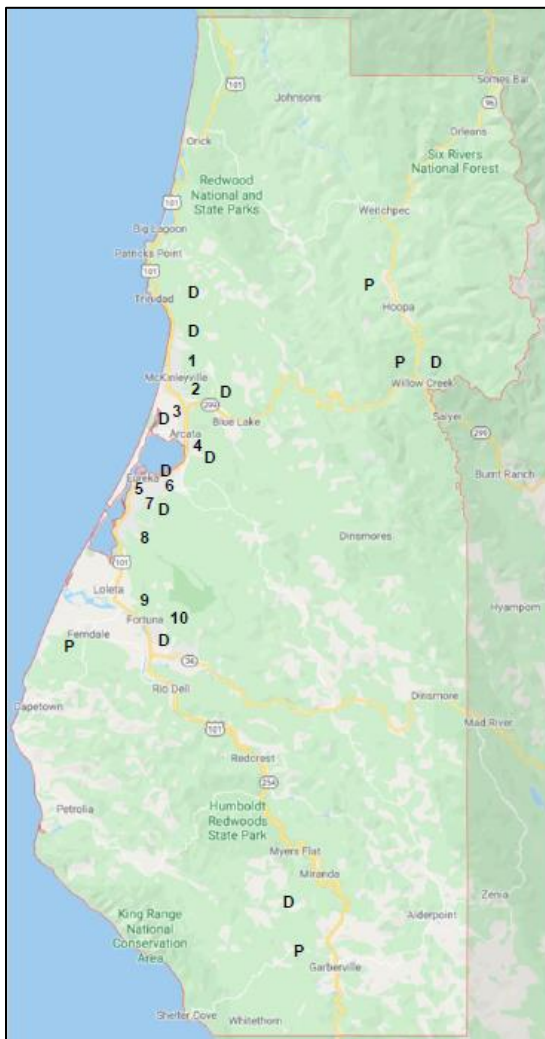 101
Somes Bar
Johnsons
96
Orleans
Orick
Six Rivers
National Forest
Redwood
National and
State Parks
101
Weitchpec
Big Lagoon
Patricks Point
101
P
D
Trinidad
Hoopa
D
1
P
D
McKinleyville
Willow Creek
2
D
3
299
D
Blue Lake
Salyer
Arcata
299
4
D
D
Eureka
Burnt Ranch
5
6
7
D
8
Dinsmores
101
Loleta
9
Hyampom
Fortuna
10
Ferndale
D
P
36
Rio Dell
Dinsmore
Capetown
Mad River
101
Redcrest
254
Petrolia
Humboldt
Redwoods
State Park
Myers Flat
Miranda
Zenia
D
King Range
National
Conservation
Area
Alderpoint
P
Garberville
Shelter Cove
Whitethorn